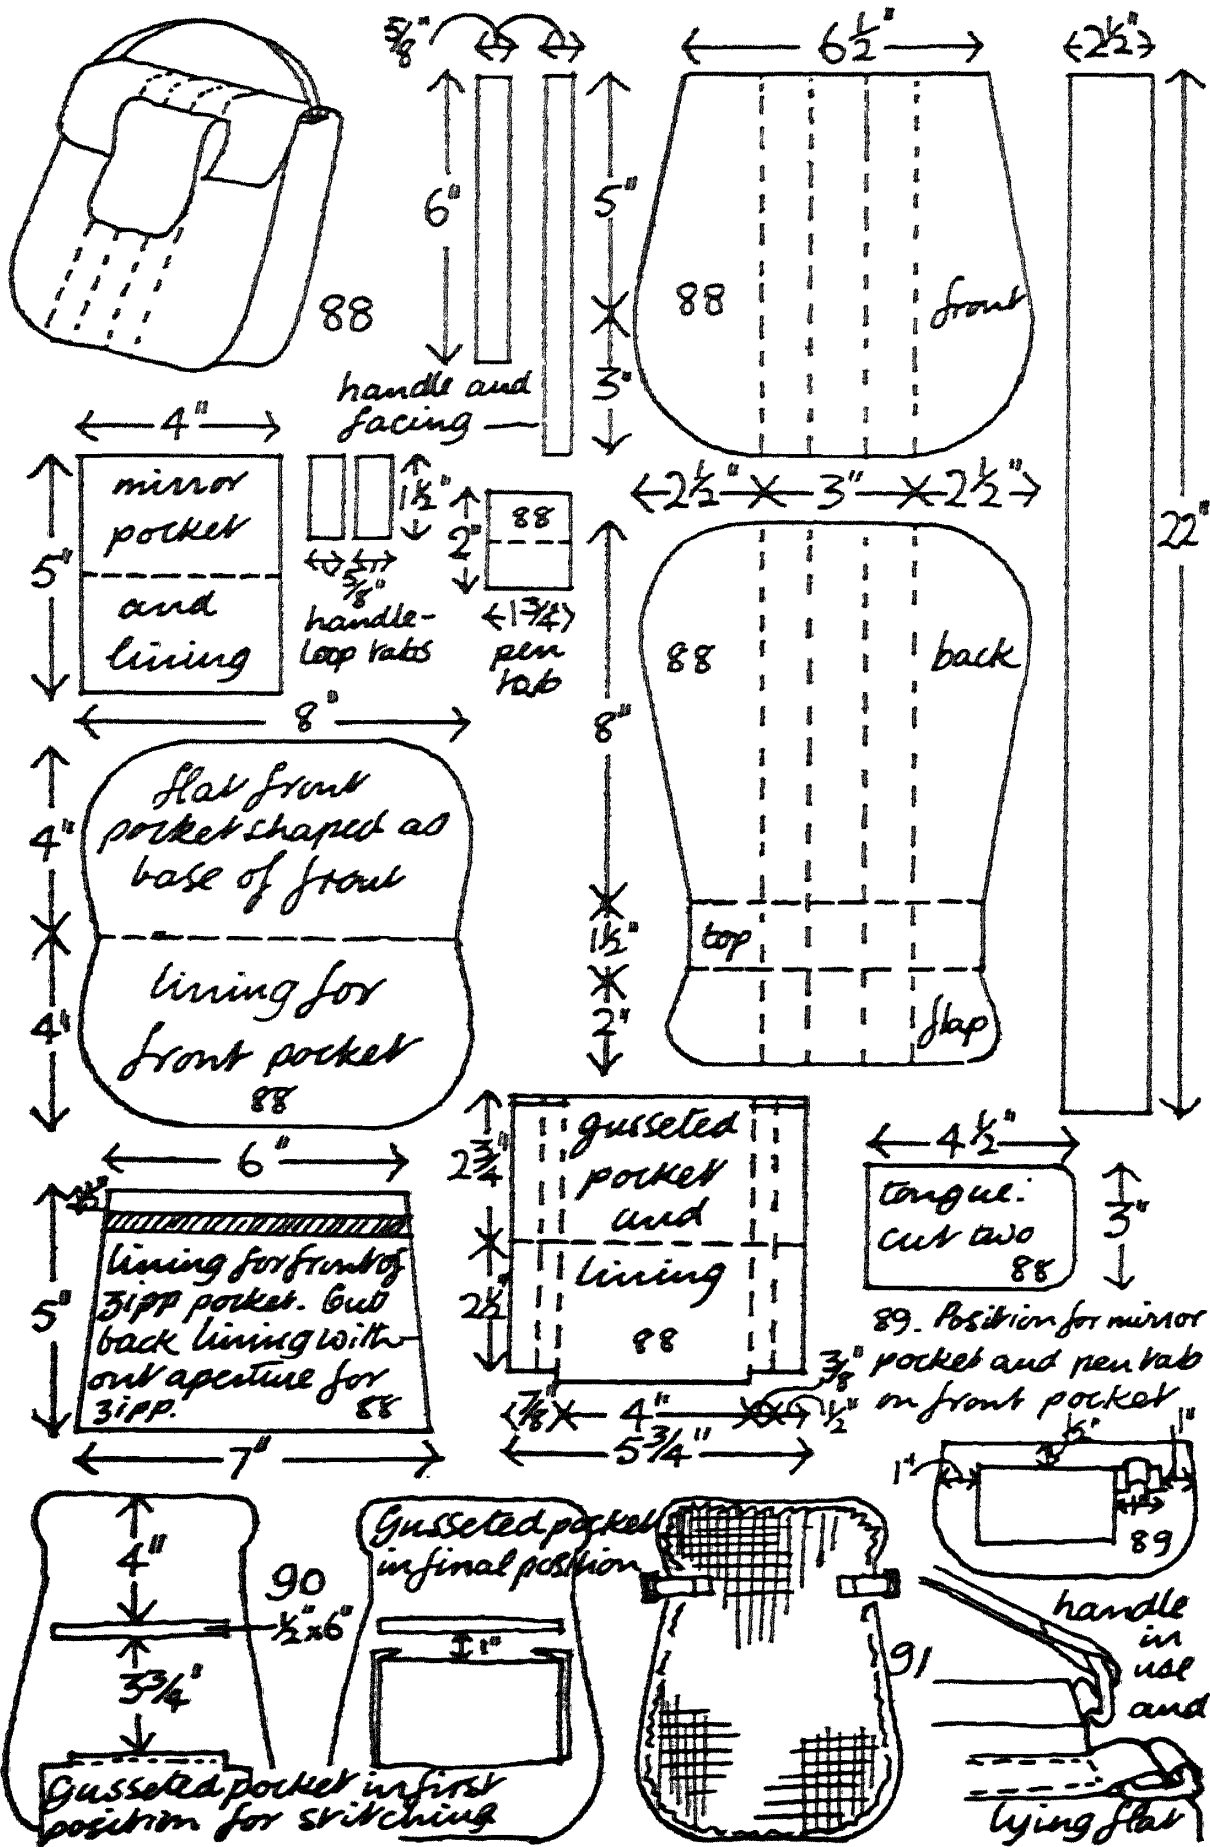 5/8"
6 1/2"
2 1/2"
6"
5"
88
88
front
3"
handle and
facing
4"
mirror
pocket
and
lining
5"
1 1/2"
5/8"
handle-
loop tabs
2"
88
1 3/4"
pen
tab
2 1/2" 3" 2 1/2"
22"
8"
flat front
pocket shaped as
base of front
4"
lining for
front pocket
88
4"
8"
88
back
1 1/2"
top
2"
flap
6"
1/2"
5"
lining for front of
zipp pocket. Cut
back lining with-
out aperture for
zipp. 88
7"
2 3/4"
gusseted
pocket
and
lining
2 1/2"
88
7/8" 4" 3/8" 1/2"
5 3/4"
4 1/2"
tongue:
cut two
88
3"
89. Position for mirror
pocket and pen tab
on front pocket
1" 1/2" 1"
1"
89
4"
90
1/2" x 6"
3 3/4"
Gusseted pocket in first
position for stitching
Gusseted pocket
in final position
1"
91
handle
in
use
and
lying flat